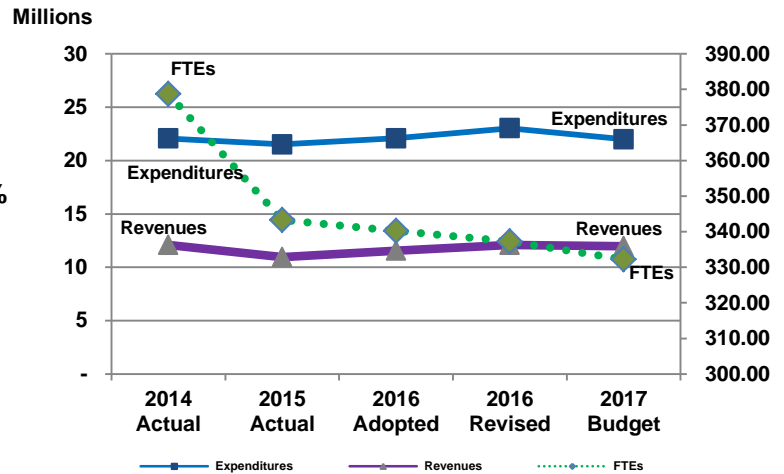 Millions
30
25
20
15
10
5
-
390.00
380.00
370.00
360.00
350.00
340.00
330.00
320.00
310.00
300.00
%
FTEs
Expenditures
Expenditures
Revenues
Revenues
FTEs
2014 Actual
2015 Actual
2016 Adopted
2016 Revised
2017 Budget
Expenditures
Revenues
FTEs